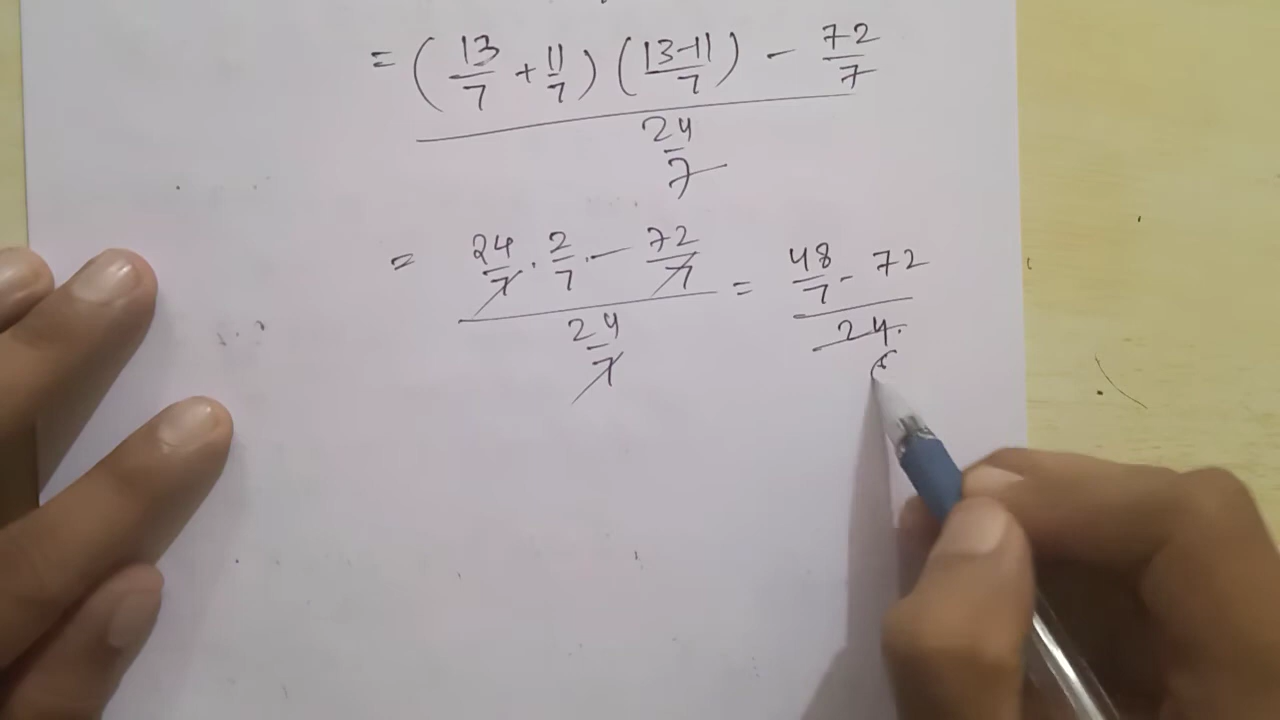 = (13/7 + 11/7) (13-11/7) - 72/7
24/7
= 24/7 . 2/7 . - 72/7 = 48/7 - 72
24/7 24.